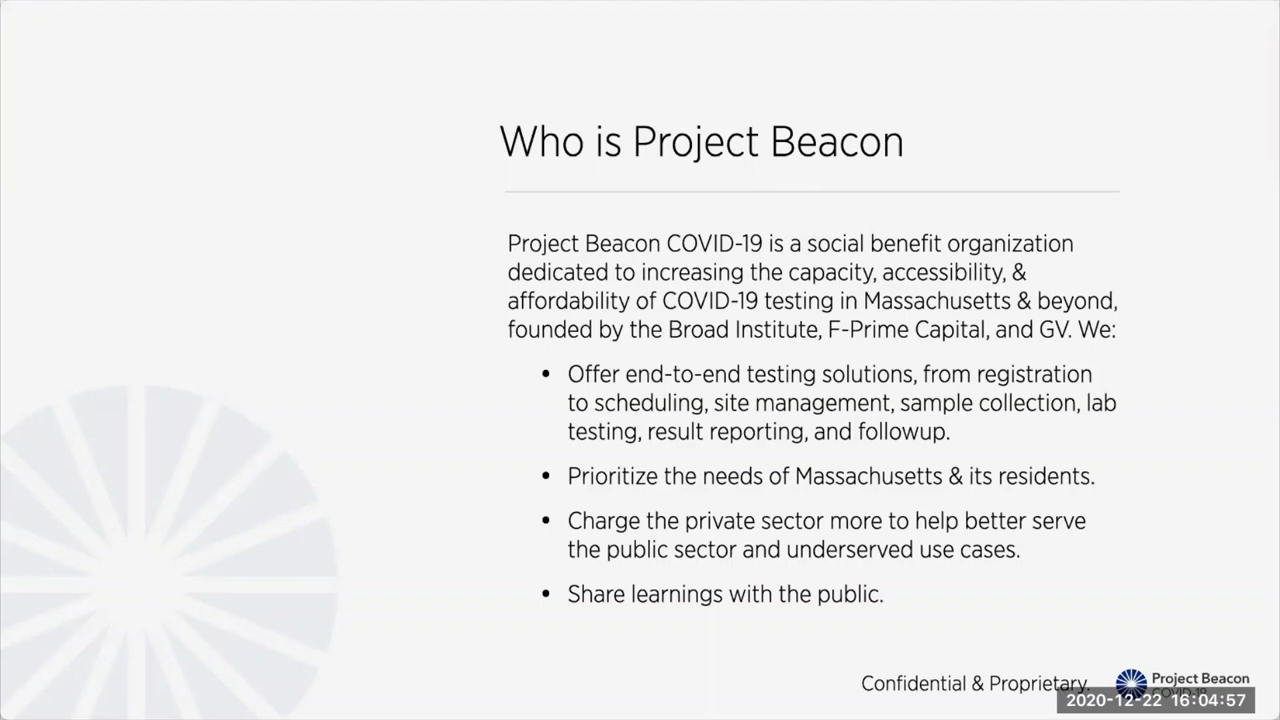 Who is Project Beacon
Project Beacon COVID-19 is a social benefit organization
dedicated to increasing the capacity, accessibility, &
affordability of COVID-19 testing in Massachusetts & beyond,
founded by the Broad Institute, F-Prime Capital, and GV. We:
• Offer end-to-end testing solutions, from registration
to scheduling, site management, sample collection, lab
testing, result reporting, and followup.
• Prioritize the needs of Massachusetts & its residents.
• Charge the private sector more to help better serve
the public sector and underserved use cases.
• Share learnings with the public.
Confidential & Proprietary.
Project Beacon
COVID-19
2020-12-22 16:04:57